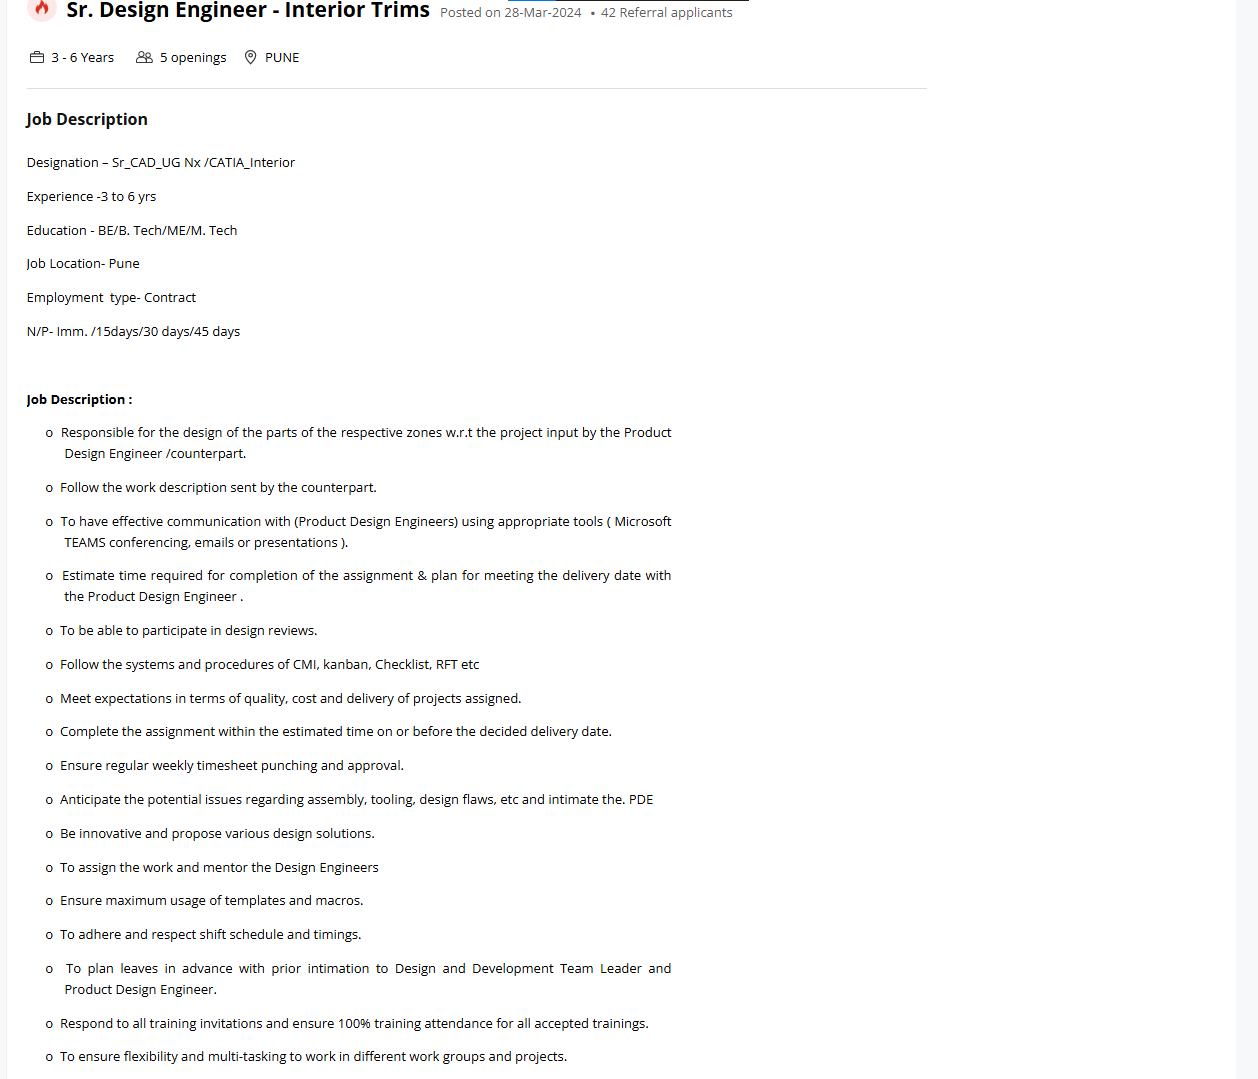 Sr. Design Engineer - Interior Trims Posted on 28-Mar-2024 • 42 Referral applicants
3 - 6 Years 5 openings PUNE
Job Description
Designation – Sr_CAD_UG Nx /CATIA_Interior
Experience -3 to 6 yrs
Education - BE/B. Tech/ME/M. Tech
Job Location- Pune
Employment  type- Contract
N/P- Imm. /15days/30 days/45 days
Job Description :
o Responsible for the design of the parts of the respective zones w.r.t the project input by the Product
Design Engineer /counterpart.
o Follow the work description sent by the counterpart.
o To have effective communication with (Product Design Engineers) using appropriate tools ( Microsoft
TEAMS conferencing, emails or presentations ).
o Estimate time required for completion of the assignment & plan for meeting the delivery date with
the Product Design Engineer .
o To be able to participate in design reviews.
o Follow the systems and procedures of CMI, kanban, Checklist, RFT etc
o Meet expectations in terms of quality, cost and delivery of projects assigned.
o Complete the assignment within the estimated time on or before the decided delivery date.
o Ensure regular weekly timesheet punching and approval.
o Anticipate the potential issues regarding assembly, tooling, design flaws, etc and intimate the. PDE
o Be innovative and propose various design solutions.
o To assign the work and mentor the Design Engineers
o Ensure maximum usage of templates and macros.
o To adhere and respect shift schedule and timings.
o To plan leaves in advance with prior intimation to Design and Development Team Leader and
Product Design Engineer.
o Respond to all training invitations and ensure 100% training attendance for all accepted trainings.
o To ensure flexibility and multi-tasking to work in different work groups and projects.